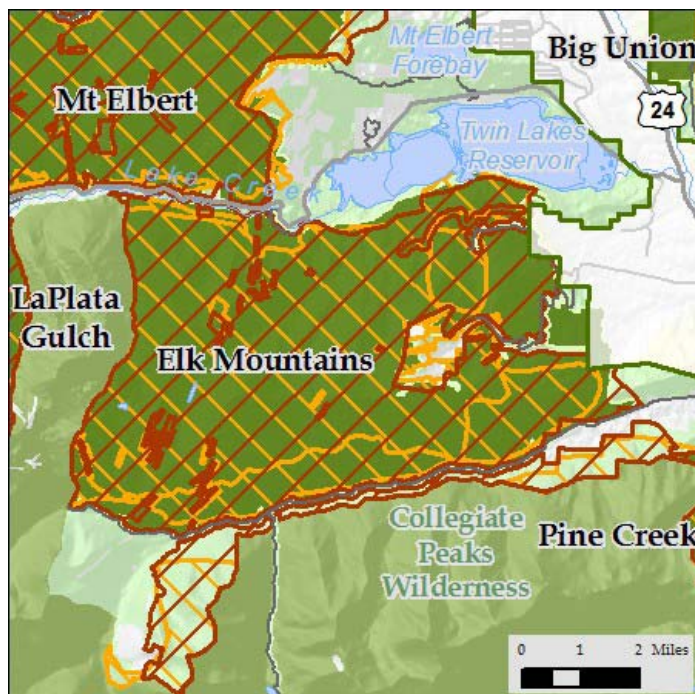 Mt Elbert
Forebay
Big Union
Mt Elbert
24
Twin Lakes
Reservoir
Lake Creek
LaPlata
Gulch
Elk Mountains
Collegiate
Peaks
Wilderness
Pine Creek
0 1 2 Miles